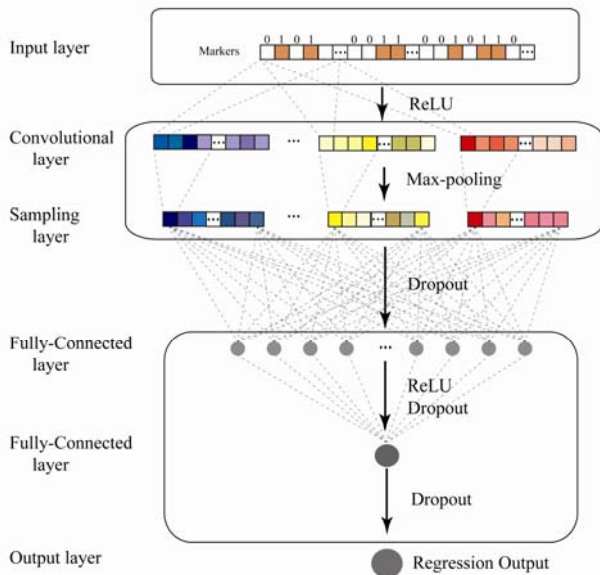 0 1 0 1 0 0 1 1 0 0 1 0 1 1 0
Input layer
Markers
...
...
...
ReLU
Convolutional
layer
...
...
...
...
Max-pooling
Sampling
layer
...
...
...
...
Dropout
Fully-Connected
layer
...
ReLU
Dropout
Fully-Connected
layer
Dropout
Output layer
Regression Output